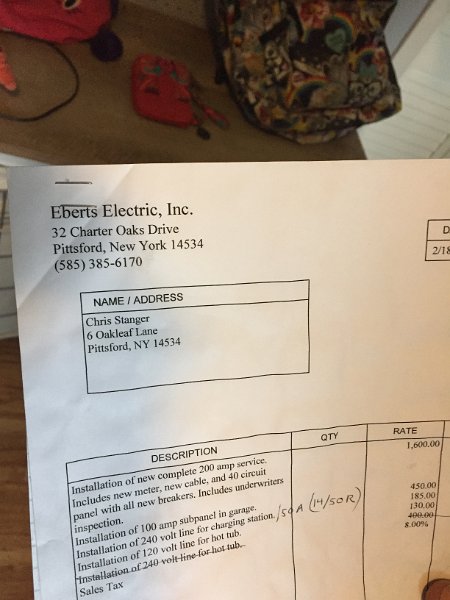 Eberts Electric, Inc.
32 Charter Oaks Drive
Pittsford, New York 14534
(585) 385-6170
D
2/18
NAME / ADDRESS
Chris Stanger
6 Oakleaf Lane
Pittsford, NY 14534
DESCRIPTION QTY RATE
Installation of new complete 200 amp service. 1,600.00
Includes new meter, new cable, and 40 circuit
panel with all new breakers. Includes underwriters
inspection.
Installation of 100 amp subpanel in garage. 450.00
Installation of 240 volt line for charging station. /50A (14/50R) 185.00
Installation of 120 volt line for hot tub. 130.00
Installation of 240 volt line for hot tub. 400.00
Sales Tax 8.00%